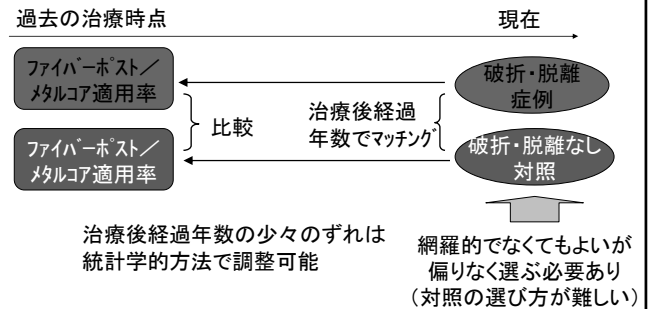 過去の治療時点
現在
ファイバーポスト／
メタルコア適用率
破折・脱離
症例
比較
治療後経過
年数でマッチング
ファイバーポスト／
メタルコア適用率
破折・脱離なし
対照
治療後経過年数の少々のずれは
統計学的方法で調整可能
網羅的でなくてもよいが
偏りなく選ぶ必要あり
（対照の選び方が難しい）